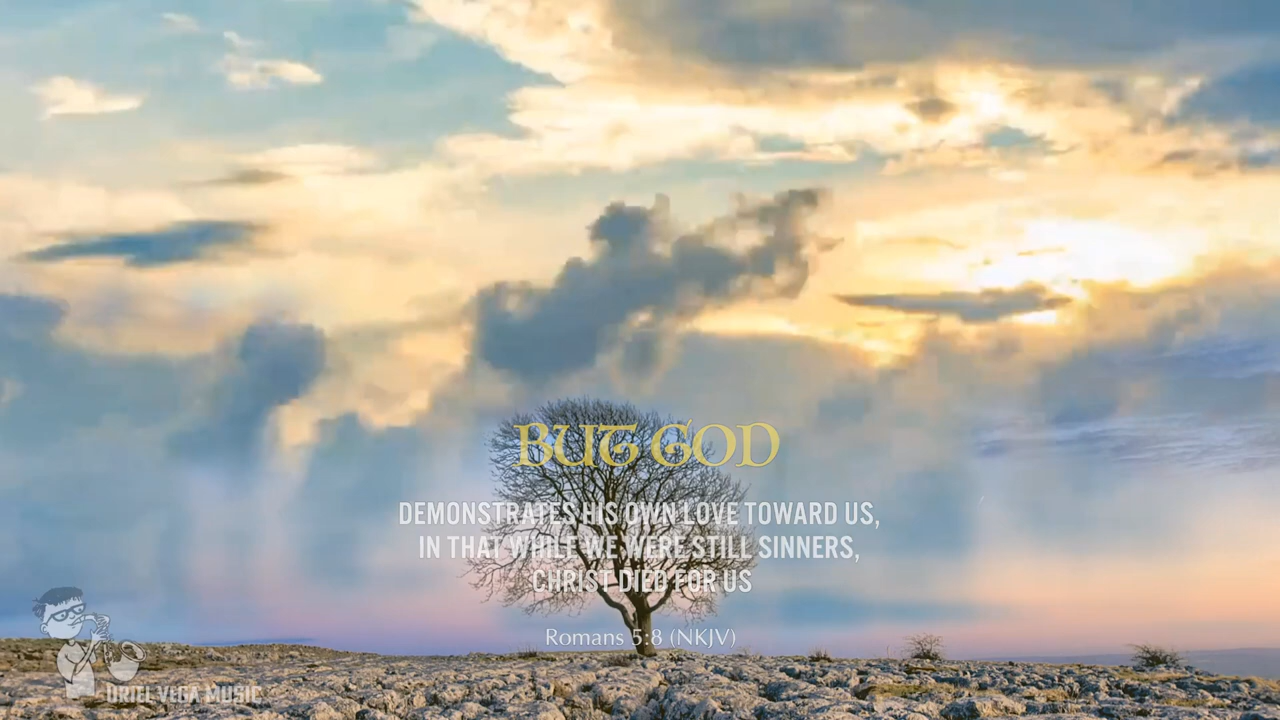 BUT GOD
DEMONSTRATES HIS OWN LOVE TOWARD US,
IN THAT WHILE WE WERE STILL SINNERS,
CHRIST DIED FOR US
Romans 5:8 (NKJV)
URIEL VEGA MUSIC